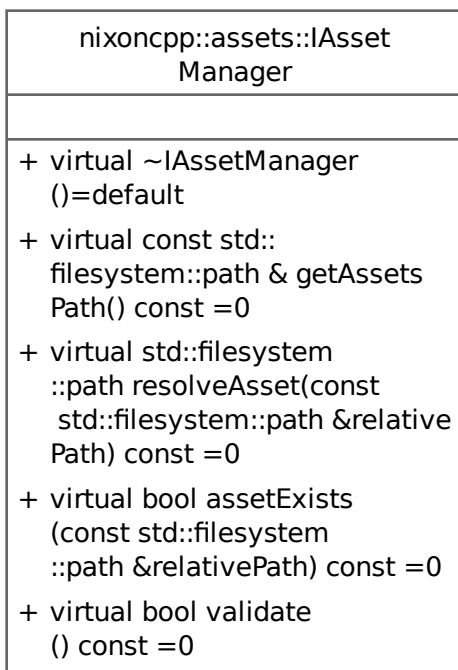 nixoncpp::assets::IAsset
Manager
+ virtual ~IAssetManager
()=default
+ virtual const std::
filesystem::path & getAssets
Path() const =0
+ virtual std::filesystem
::path resolveAsset(const
std::filesystem::path &relative
Path) const =0
+ virtual bool assetExists
(const std::filesystem
::path &relativePath) const =0
+ virtual bool validate
() const =0